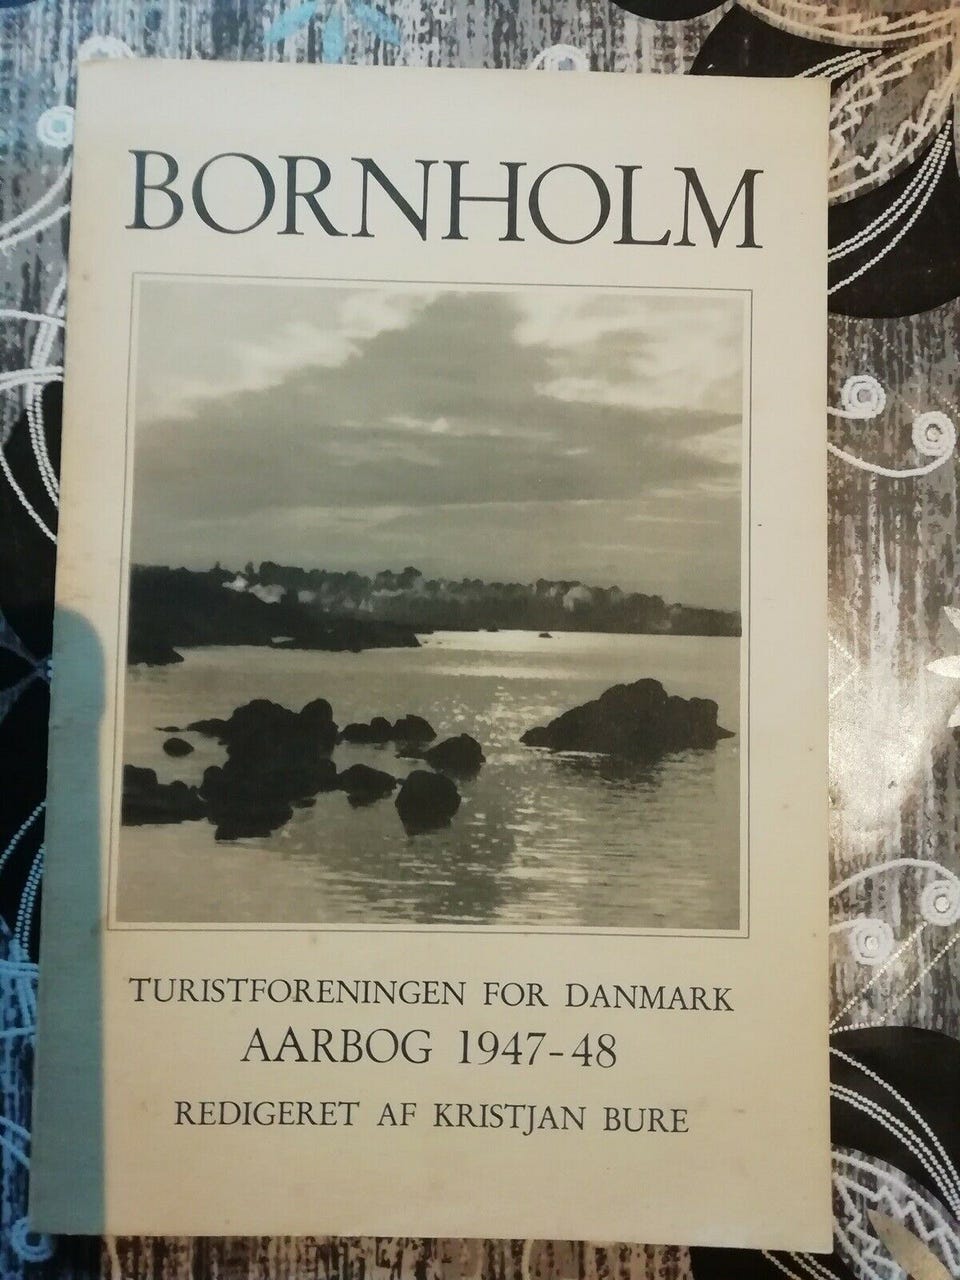 BORNHOLM
TURISTFORENINGEN FOR DANMARK
AARBOG 1947-48
REDIGERET AF KRISTJAN BURE